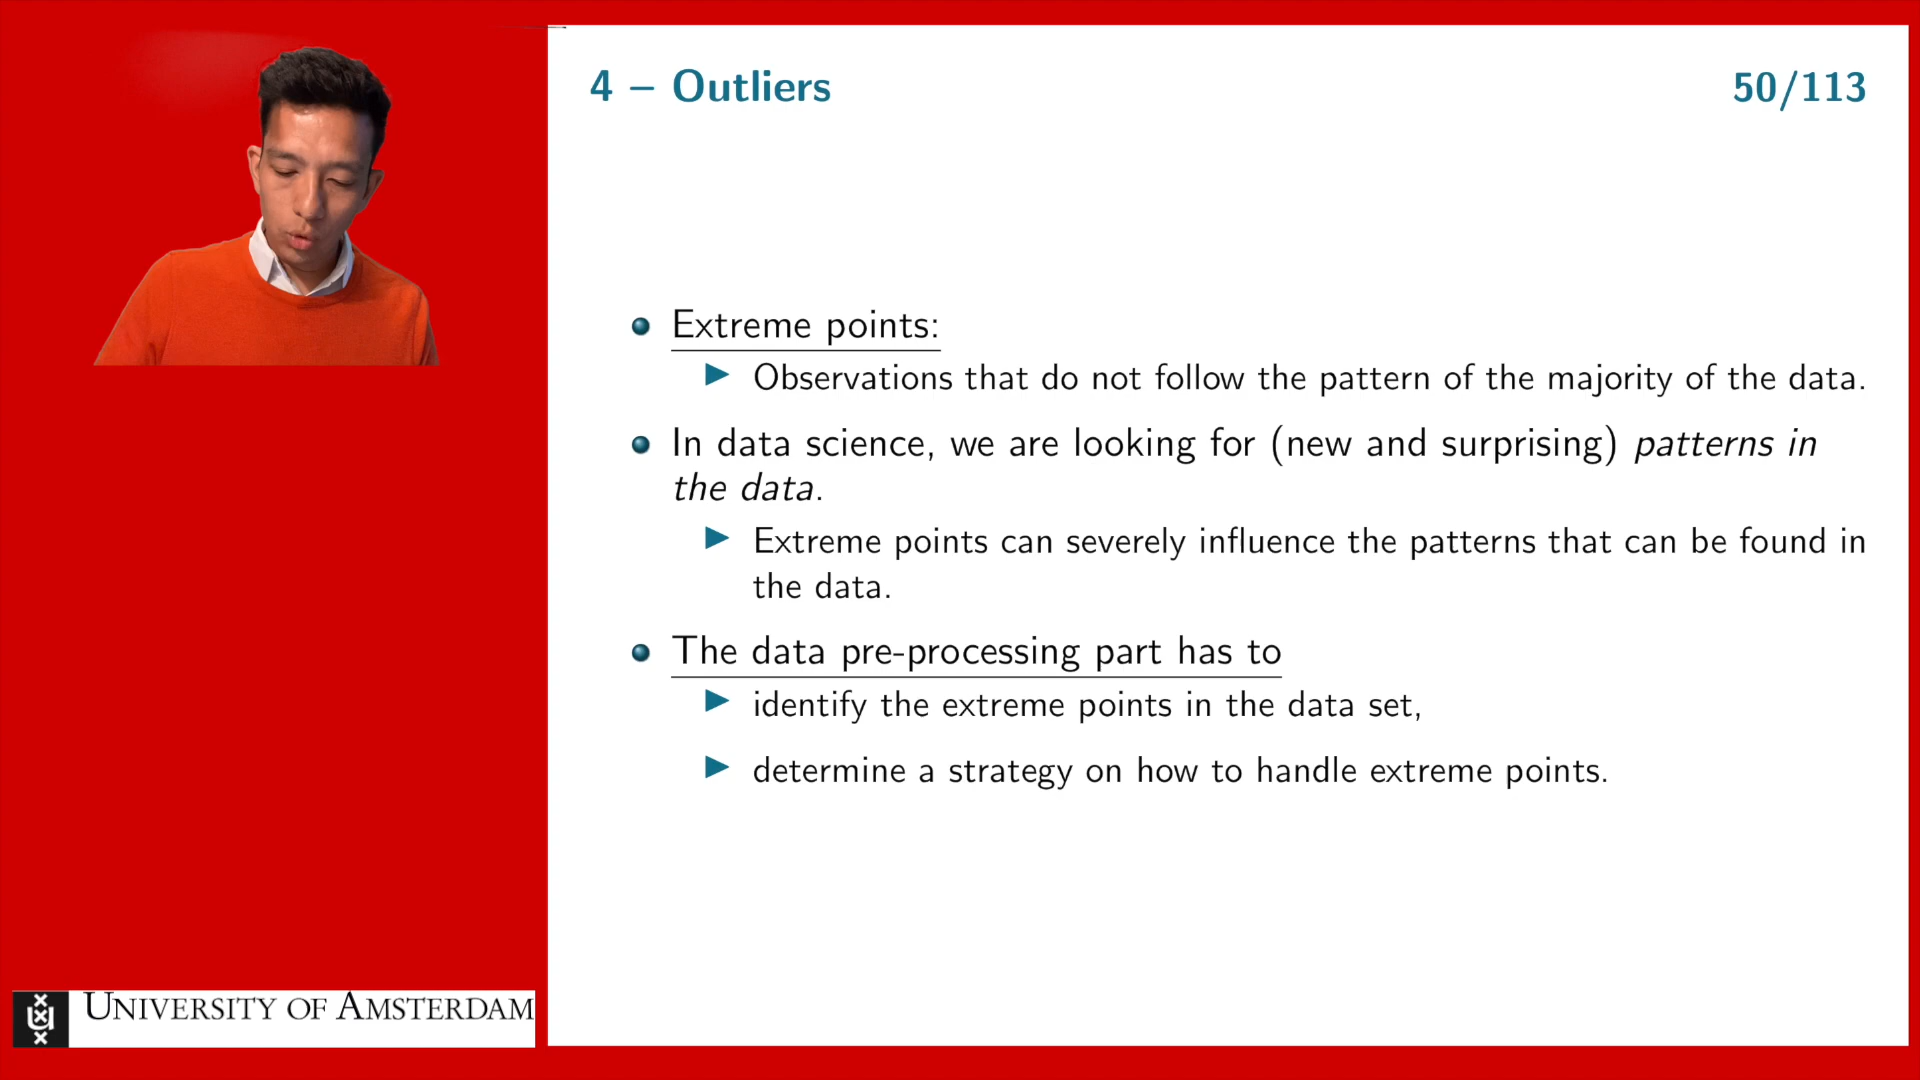 4 – Outliers
50/113
Extreme points:
Observations that do not follow the pattern of the majority of the data.
In data science, we are looking for (new and surprising) patterns in
the data.
Extreme points can severely influence the patterns that can be found in
the data.
The data pre-processing part has to
identify the extreme points in the data set,
determine a strategy on how to handle extreme points.
UNIVERSITY OF AMSTERDAM